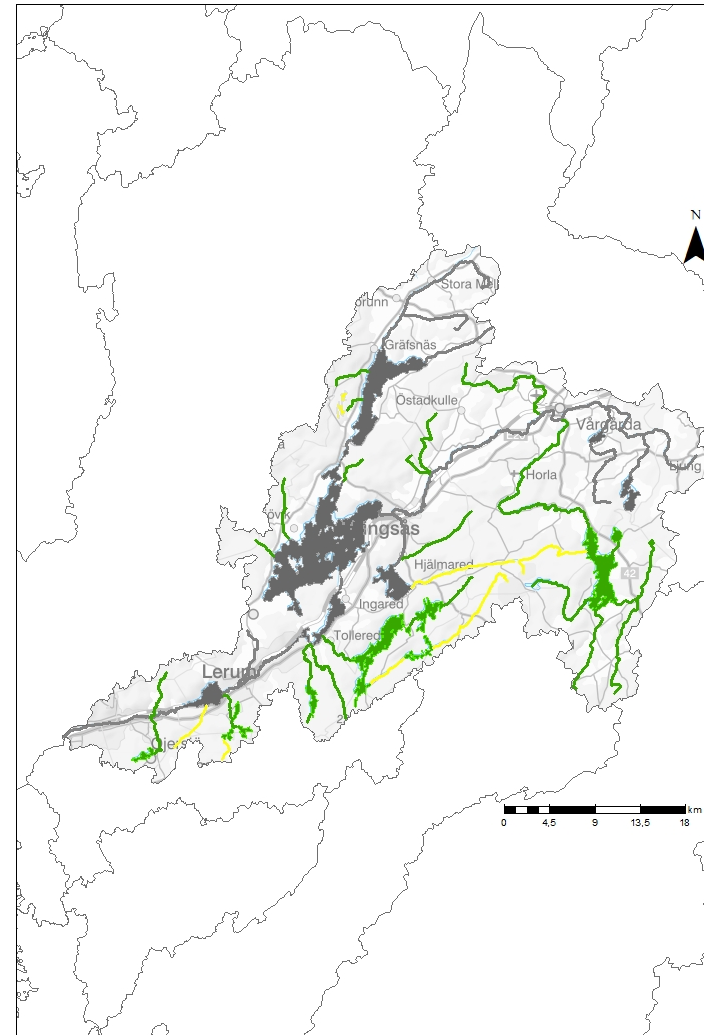 N
Stora Mell
Gräfsnäs
Östadkulle
Vårgårda
Horla
Hjälmared
42
Ingared
Tollered
Lerum
km
0 4,5 9 13,5 18